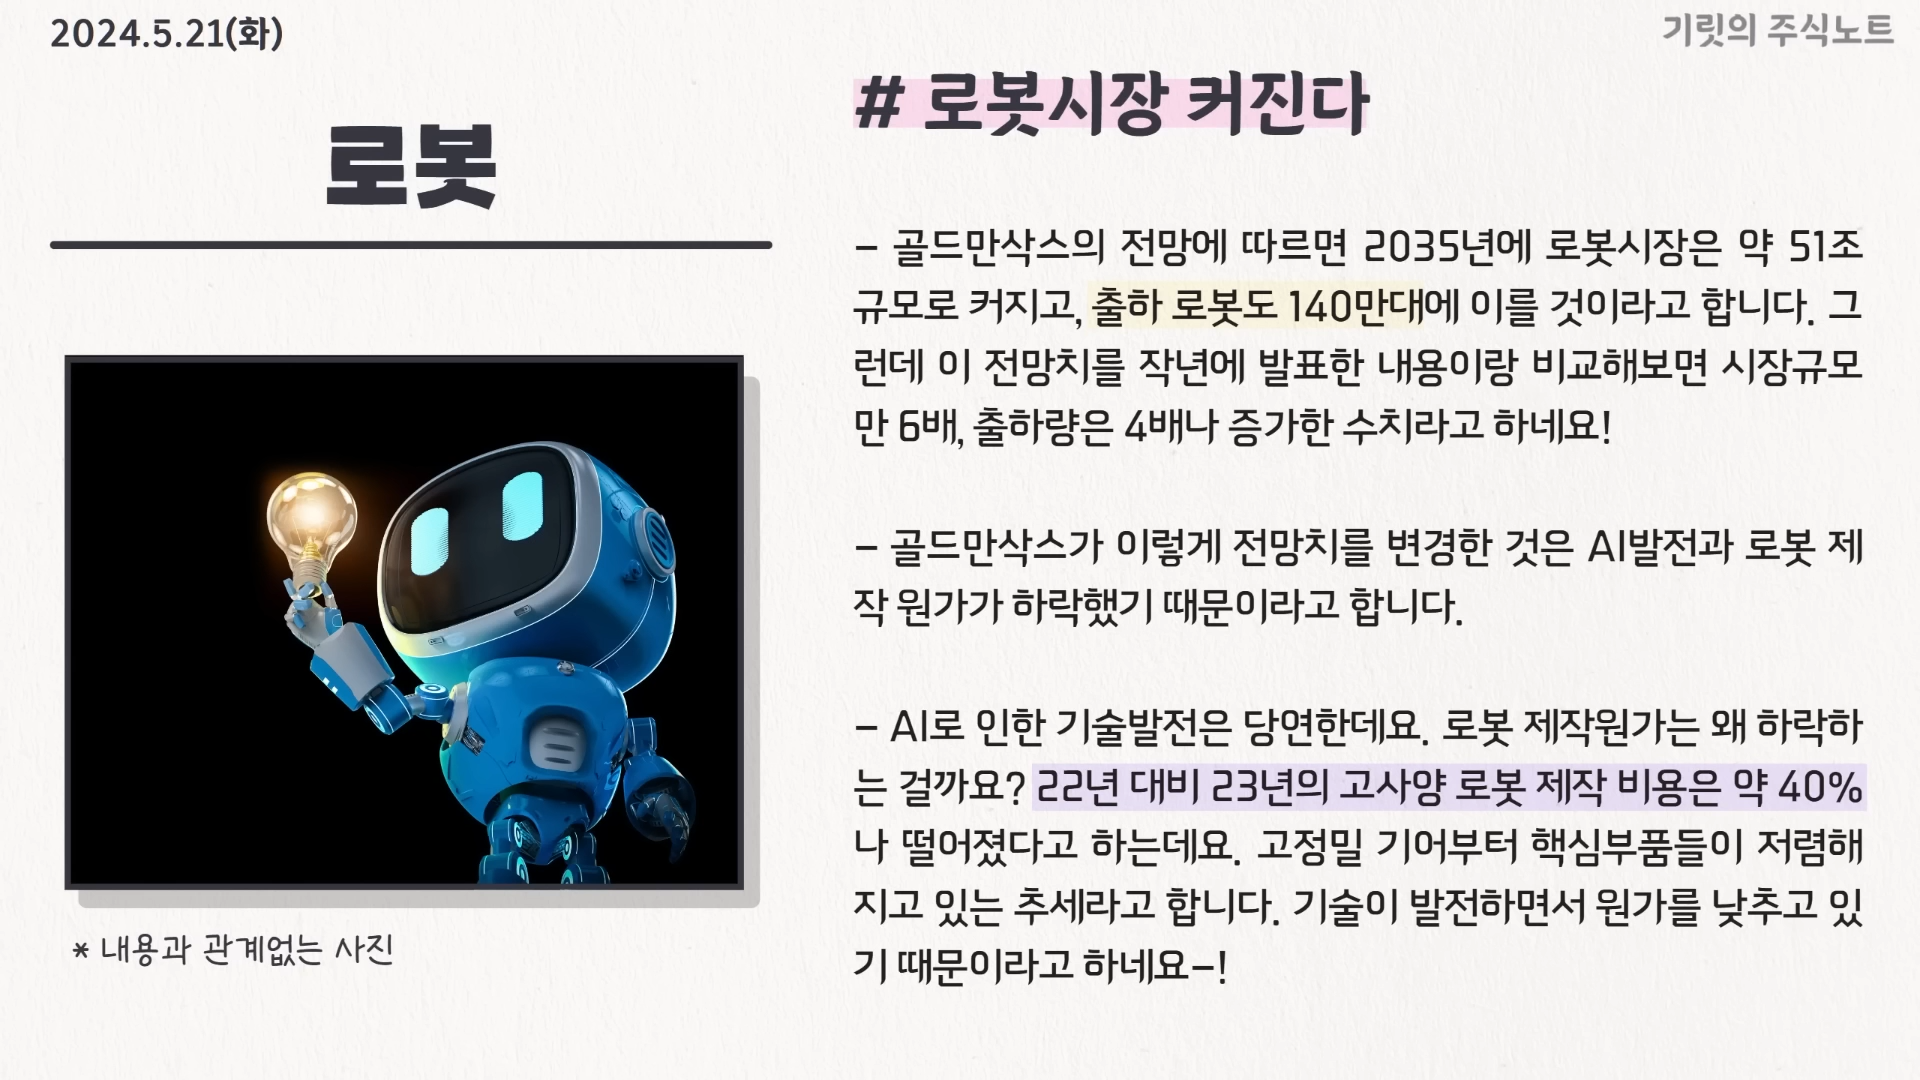 2024.5.21(화)
기릿의 주식노트
로봇
* 내용과 관계없는 사진
# 로봇시장 커진다
- 골드만삭스의 전망에 따르면 2035년에 로봇시장은 약 51조
규모로 커지고, 출하 로봇도 140만대에 이를 것이라고 합니다. 그
런데 이 전망치를 작년에 발표한 내용이랑 비교해보면 시장규모
만 6배, 출하량은 4배나 증가한 수치라고 하네요!
- 골드만삭스가 이렇게 전망치를 변경한 것은 AI발전과 로봇 제
작 원가가 하락했기 때문이라고 합니다.
- AI로 인한 기술발전은 당연한데요. 로봇 제작원가는 왜 하락하
는 걸까요? 22년 대비 23년의 고사양 로봇 제작 비용은 약 40%
나 떨어졌다고 하는데요. 고정밀 기어부터 핵심부품들이 저렴해
지고 있는 추세라고 합니다. 기술이 발전하면서 원가를 낮추고 있
기 때문이라고 하네요-!